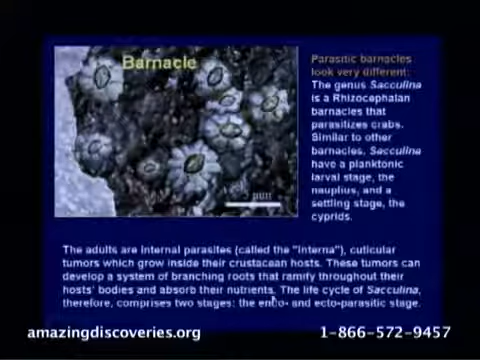 Barnacle
Parasitic barnacles
look very different:
The genus Sacculina
is a Rhizocephalan
barnacles that
parasitizes crabs.
Similar to other
barnacles, Sacculina
have a planktonic
larval stage, the
nauplius, and a
settling stage, the
cyprids.
The adults are internal parasites (called the "interna"), cuticular
tumors which grow inside their crustacean hosts. These tumors can
develop a system of branching roots that ramify throughout their
hosts' bodies and absorb their nutrients. The life cycle of Sacculina,
therefore, comprises two stages: the endo- and ecto-parasitic stage.
amazingdiscoveries.org
1-866-572-9457